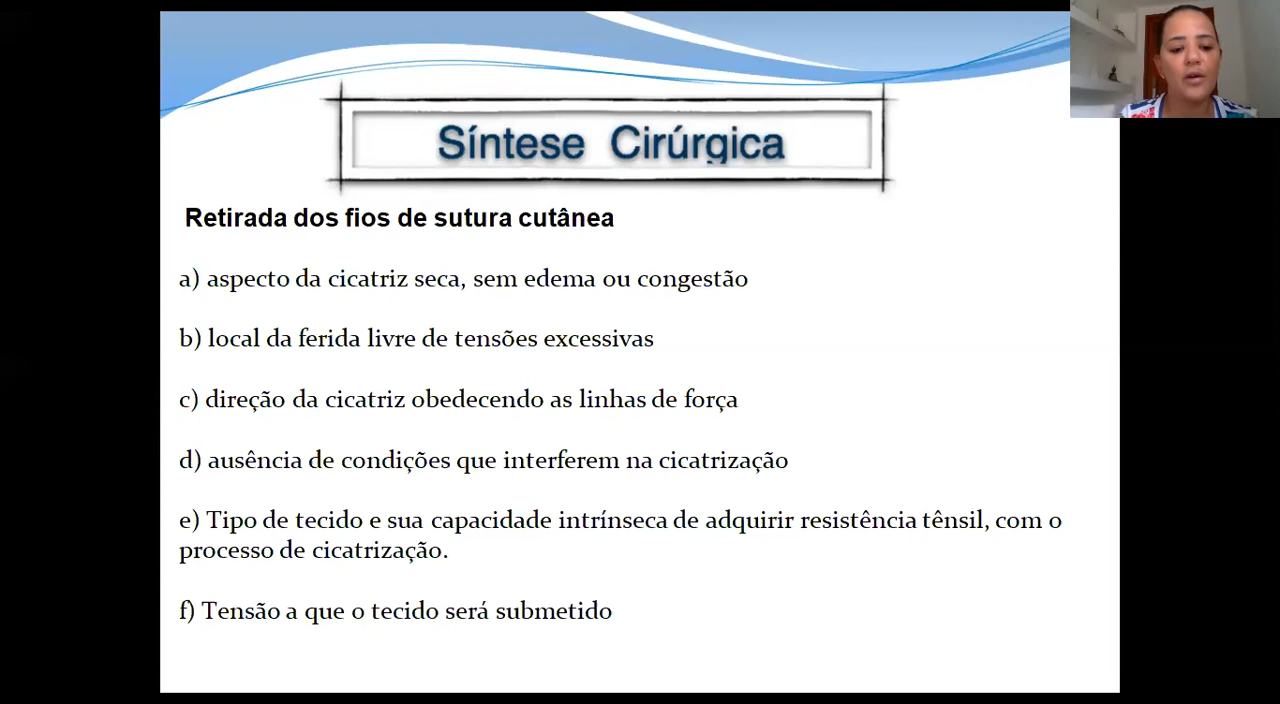 Síntese Cirúrgica
Retirada dos fios de sutura cutânea
a) aspecto da cicatriz seca, sem edema ou congestão
b) local da ferida livre de tensões excessivas
c) direção da cicatriz obedecendo as linhas de força
d) ausência de condições que interferem na cicatrização
e) Tipo de tecido e sua capacidade intrínseca de adquirir resistência tênsil, com o
processo de cicatrização.
f) Tensão a que o tecido será submetido